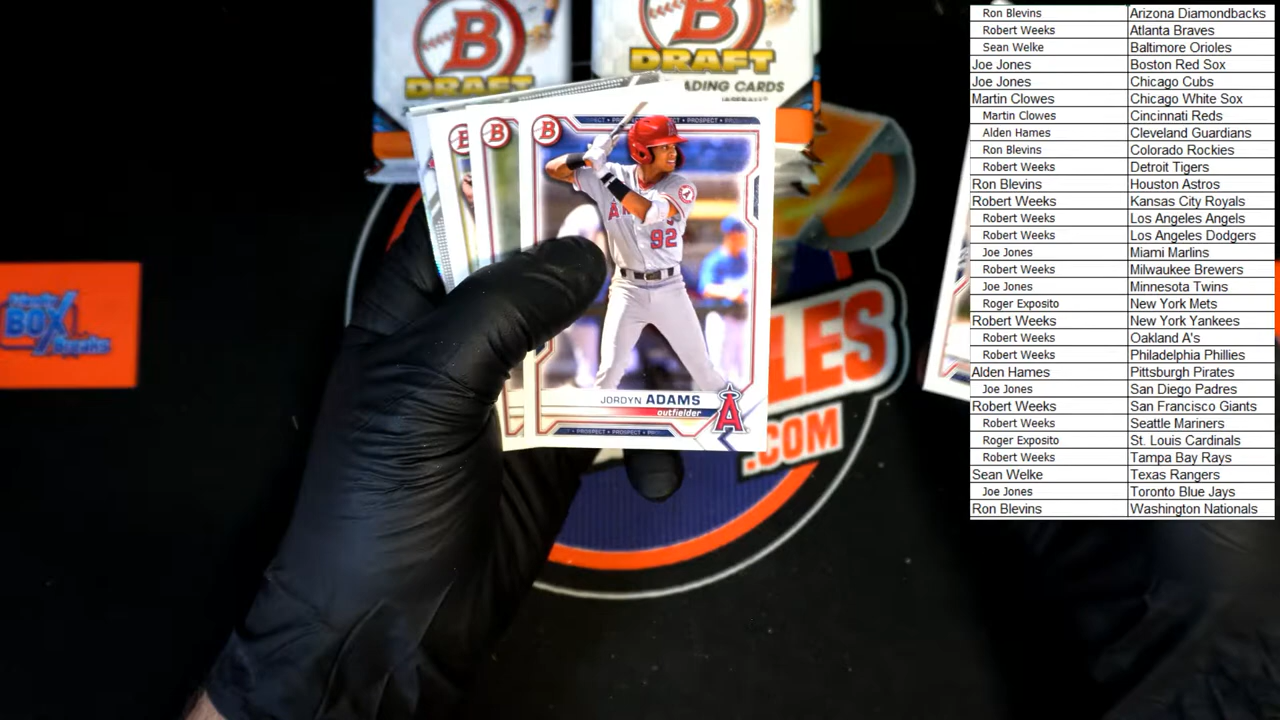 B
DRAFT
B
DRAFT
DING CARDS
BOX
B
B
B
PROSPECT
A
92
JORDYN ADAMS
outfielder
A
PROSPECT • PROSPECT
LES
.COM
Ron Blevins Arizona Diamondbacks
Robert Weeks Atlanta Braves
Sean Welke Baltimore Orioles
Joe Jones Boston Red Sox
Joe Jones Chicago Cubs
Martin Clowes Chicago White Sox
Martin Clowes Cincinnati Reds
Alden Hames Cleveland Guardians
Ron Blevins Colorado Rockies
Robert Weeks Detroit Tigers
Ron Blevins Houston Astros
Robert Weeks Kansas City Royals
Robert Weeks Los Angeles Angels
Robert Weeks Los Angeles Dodgers
Joe Jones Miami Marlins
Robert Weeks Milwaukee Brewers
Joe Jones Minnesota Twins
Roger Exposito New York Mets
Robert Weeks New York Yankees
Robert Weeks Oakland A's
Robert Weeks Philadelphia Phillies
Alden Hames Pittsburgh Pirates
Joe Jones San Diego Padres
Robert Weeks San Francisco Giants
Robert Weeks Seattle Mariners
Roger Exposito St. Louis Cardinals
Robert Weeks Tampa Bay Rays
Sean Welke Texas Rangers
Joe Jones Toronto Blue Jays
Ron Blevins Washington Nationals